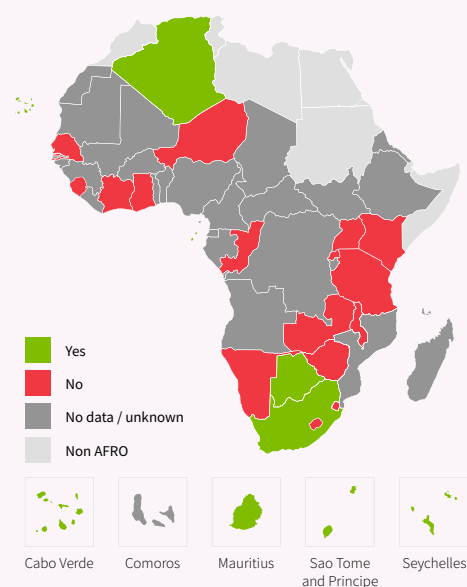 Yes
No
No data / unknown
Non AFRO
Cabo Verde
Comoros
Mauritius
Sao Tome
and Principe
Seychelles